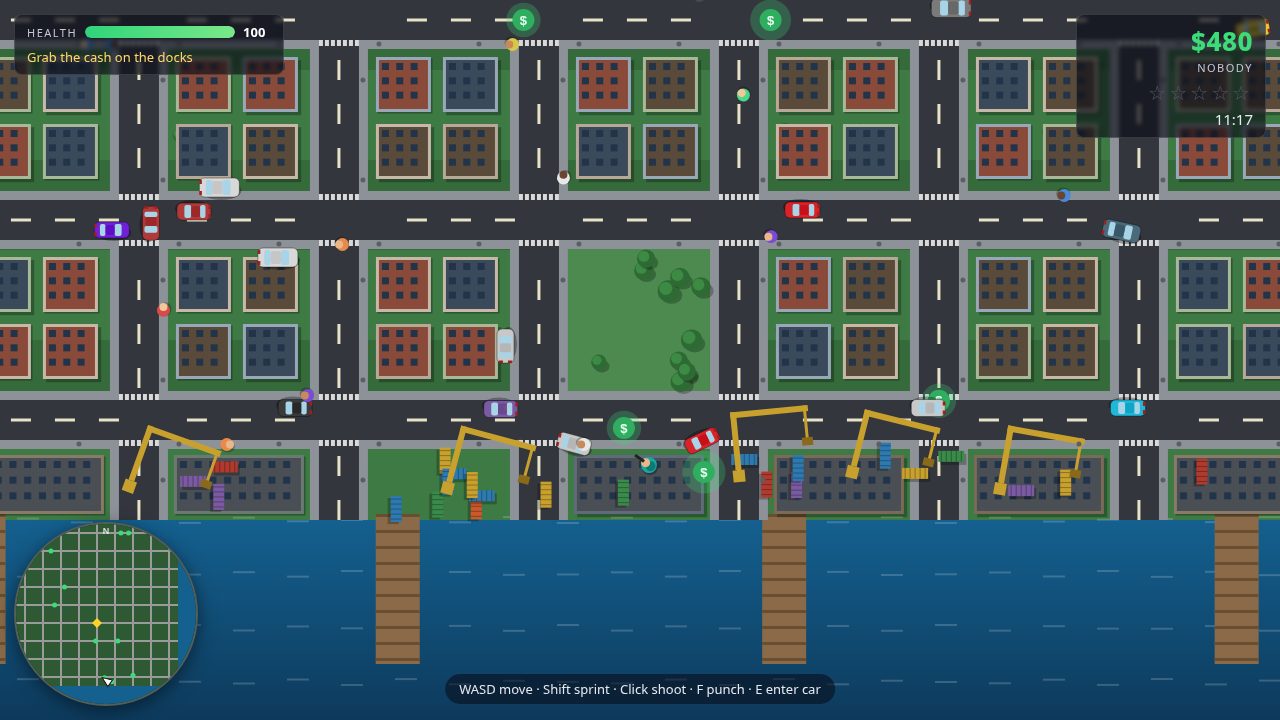 HEALTH 100
Grab the cash on the docks
$
$
$480
NOBODY
☆☆☆☆☆
11:17
$
$
$
N
WASD move · Shift sprint · Click shoot · F punch · E enter car